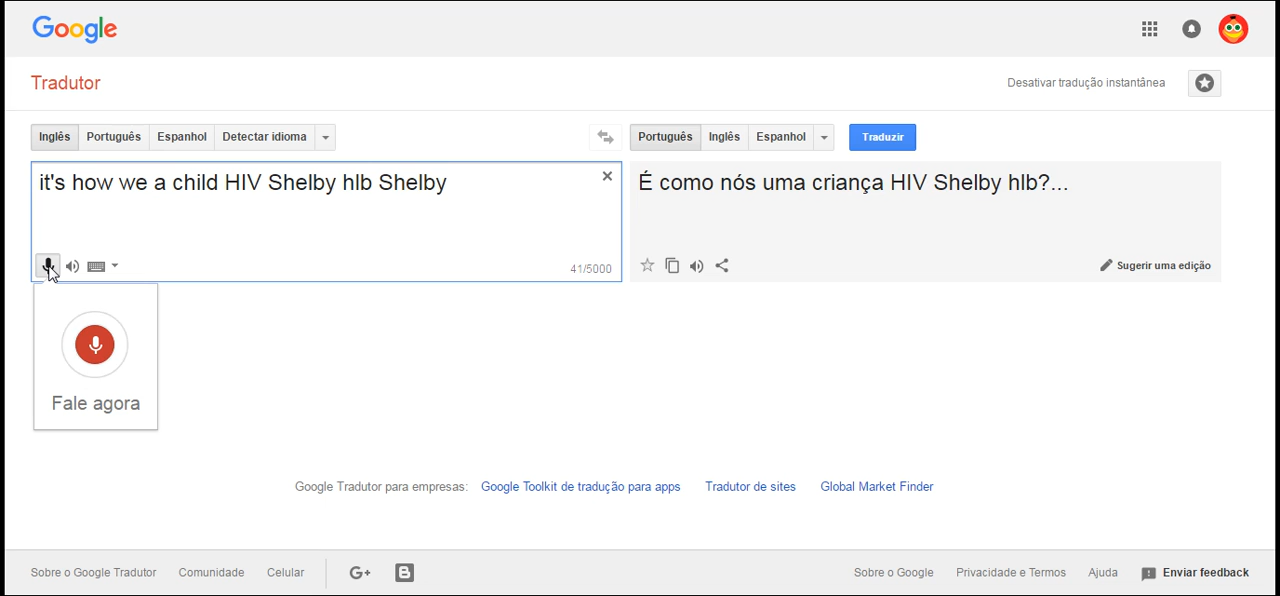 Google
Tradutor
Desativar tradução instantânea
Inglês Português Espanhol Detectar idioma
Português Inglês Espanhol Traduzir
it's how we a child HIV Shelby hlb Shelby
É como nós uma criança HIV Shelby hlb?...
41/5000
Sugerir uma edição
Fale agora
Google Tradutor para empresas: Google Toolkit de tradução para apps Tradutor de sites Global Market Finder
Sobre o Google Tradutor Comunidade Celular G+ B Sobre o Google Privacidade e Termos Ajuda Enviar feedback